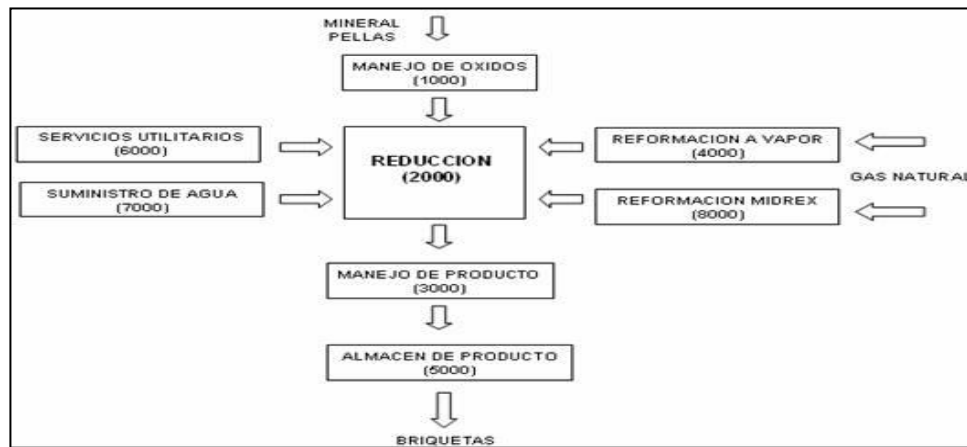 MINERAL
PELLAS
MANEJO DE OXIDOS
(1000)
SERVICIOS UTILITARIOS
(6000)
REDUCCION
(2000)
REFORMACION A VAPOR
(4000)
GAS NATURAL
SUMINISTRO DE AGUA
(7000)
REFORMACION MIDREX
(8000)
MANEJO DE PRODUCTO
(3000)
ALMACEN DE PRODUCTO
(5000)
BRIQUETAS